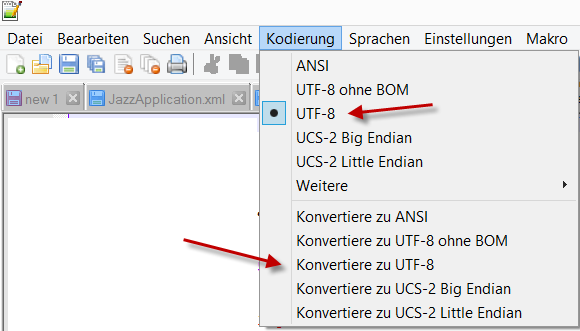 Datei Bearbeiten Suchen Ansicht Kodierung Sprachen Einstellungen Makro
new 1 JazzApplication.xml
ANSI
UTF-8 ohne BOM
UTF-8
UCS-2 Big Endian
UCS-2 Little Endian
Weitere
Konvertiere zu ANSI
Konvertiere zu UTF-8 ohne BOM
Konvertiere zu UTF-8
Konvertiere zu UCS-2 Big Endian
Konvertiere zu UCS-2 Little Endian